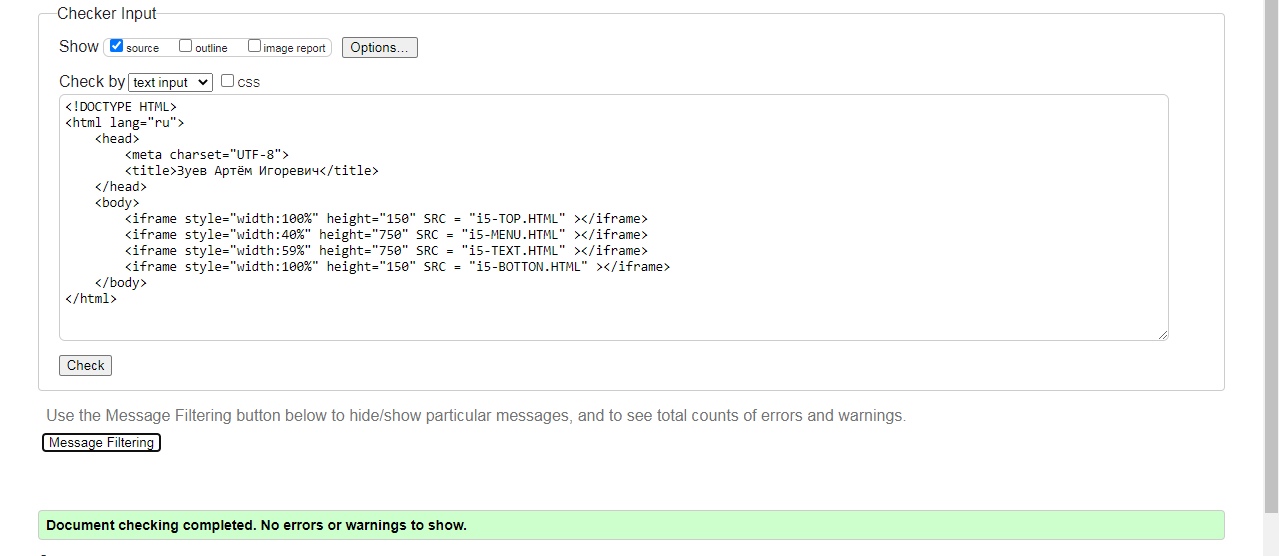 Checker Input
Show source outline image report Options...
Check by text input css
<!DOCTYPE HTML>
<html lang="ru">
    <head>
        <meta charset="UTF-8">
        <title>Зуев Артём Игоревич</title>
    </head>
    <body>
        <iframe style="width:100%" height="150" SRC = "i5-TOP.HTML" ></iframe>
        <iframe style="width:40%" height="750" SRC = "i5-MENU.HTML" ></iframe>
        <iframe style="width:59%" height="750" SRC = "i5-TEXT.HTML" ></iframe>
        <iframe style="width:100%" height="150" SRC = "i5-BOTTON.HTML" ></iframe>
    </body>
</html>
Check
Use the Message Filtering button below to hide/show particular messages, and to see total counts of errors and warnings.
Message Filtering
Document checking completed. No errors or warnings to show.